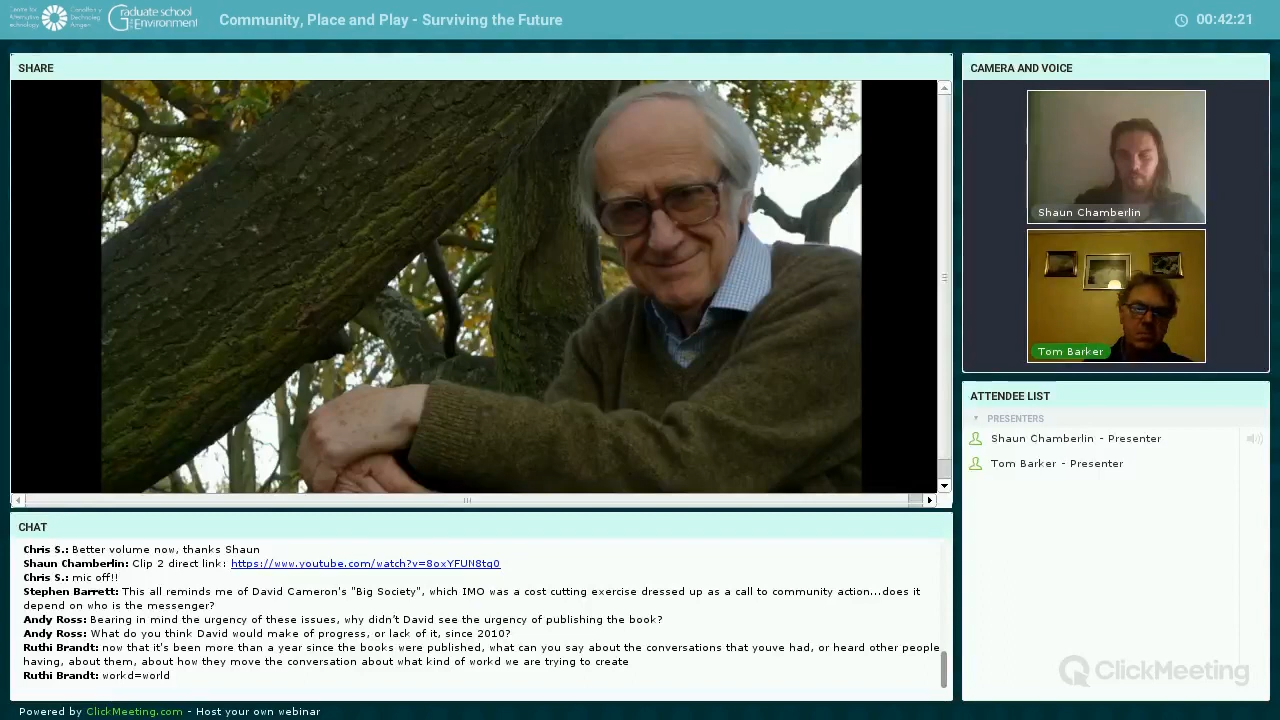 Centre for
Alternative
Technology
Graduate school
of the Environment
Community, Place and Play - Surviving the Future
00:42:21
SHARE
CAMERA AND VOICE
Shaun Chamberlin
Tom Barker
ATTENDEE LIST
PRESENTERS
Shaun Chamberlin - Presenter
Tom Barker - Presenter
CHAT
Chris S.: Better volume now, thanks Shaun
Shaun Chamberlin: Clip 2 direct link: https://www.youtube.com/watch?v=8oxYFUN8tq0
Chris S.: mic off!!
Stephen Barrett: This all reminds me of David Cameron's "Big Society", which IMO was a cost cutting exercise dressed up as a call to community action...does it
depend on who is the messenger?
Andy Ross: Bearing in mind the urgency of these issues, why didn't David see the urgency of publishing the book?
Andy Ross: What do you think David would make of progress, or lack of it, since 2010?
Ruthi Brandt: now that it's been more than a year since the books were published, what can you say about the conversations that youve had, or heard other people
having, about them, about how they move the conversation about what kind of workd we are trying to create
Ruthi Brandt: workd=world
ClickMeeting
Powered by ClickMeeting.com - Host your own webinar